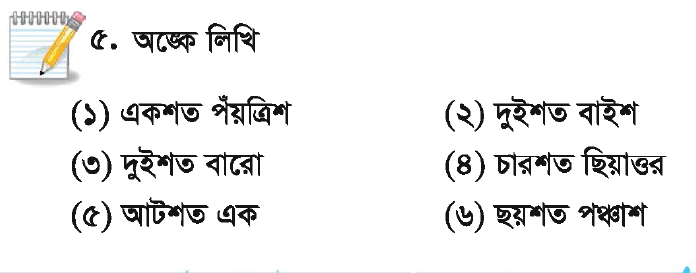 ৫. অঙ্কে লিখি
(১) একশত পঁয়ত্রিশ (২) দুইশত বাইশ
(৩) দুইশত বারো (৪) চারশত ছিয়াত্তর
(৫) আটশত এক (৬) ছয়শত পঞ্চাশ